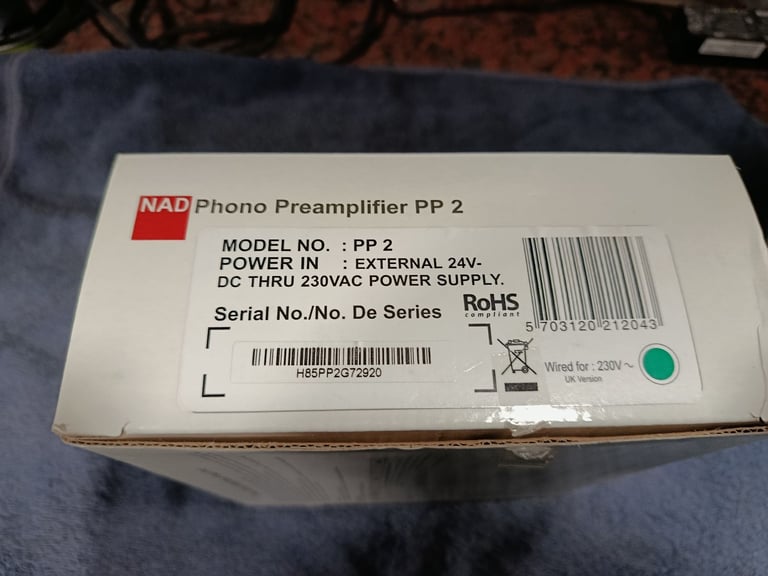 NAD Phono Preamplifier PP 2
MODEL NO. : PP 2
POWER IN : EXTERNAL 24V-
DC THRU 230VAC POWER SUPPLY.
Serial No./No. De Series
RoHS
compliant
5 703120 212043
H85PP2G72920
Wired for : 230V ~
UK Version